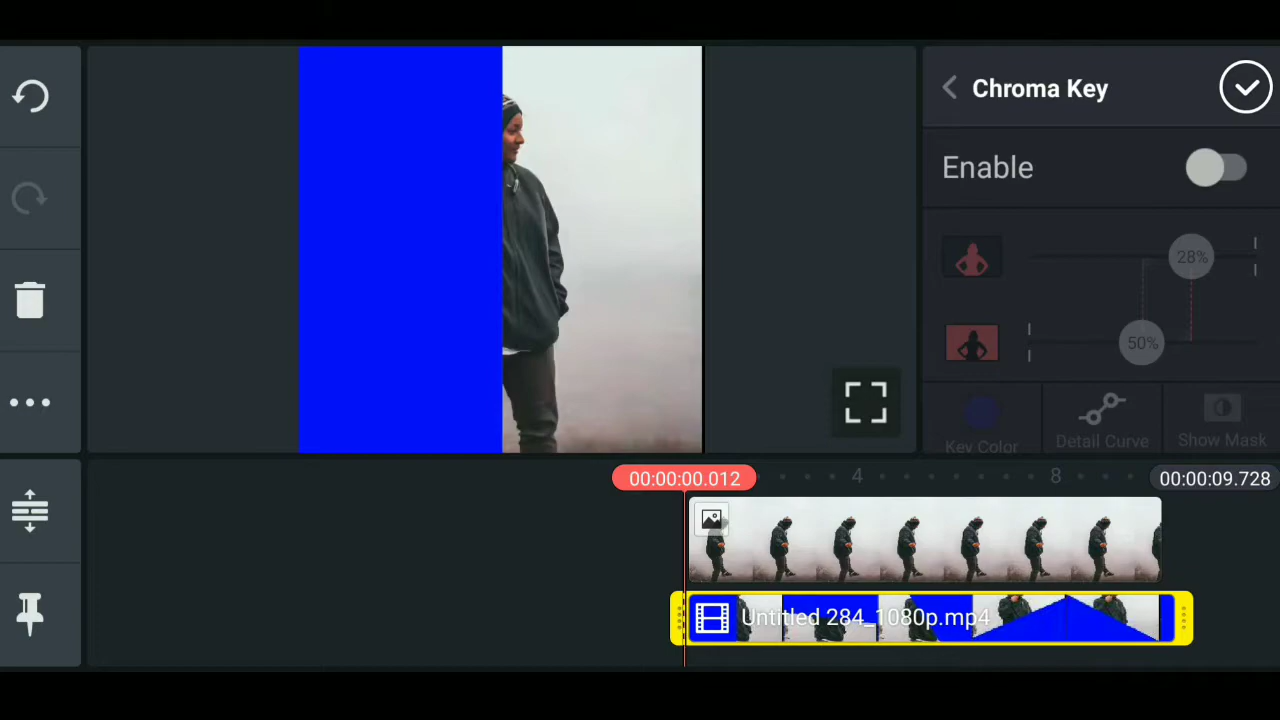 Chroma Key
Enable
28%
50%
Key Color
Detail Curve
Show Mask
00:00:00.012
4
8
00:00:09.728
Untitled 284_1080p.mp4